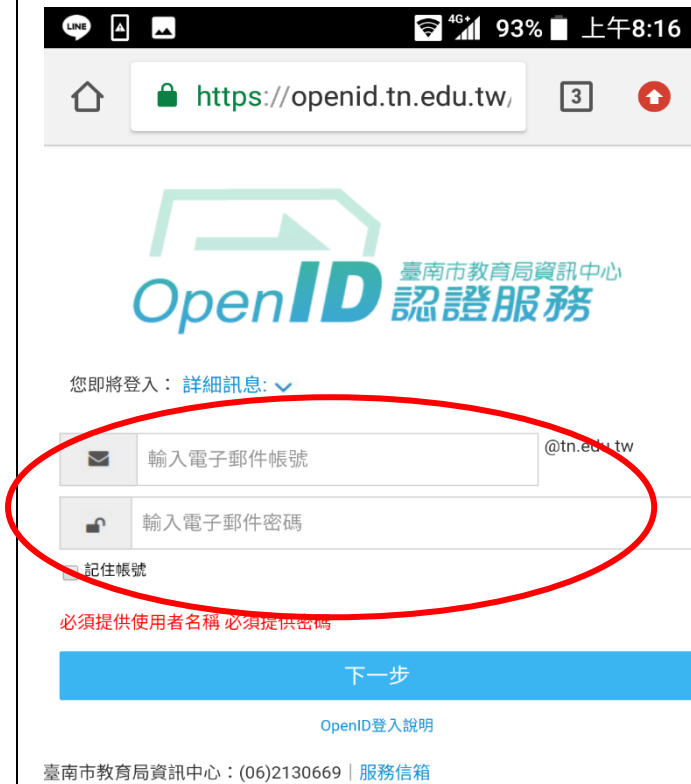 LINE A 4G+ 93% 上午8:16
https://openid.tn.edu.tw/ 3
OpenID 臺南市教育局資訊中心
認證服務
您即將登入： 詳細訊息:
輸入電子郵件帳號 @tn.edu.tw
輸入電子郵件密碼
記住帳號
必須提供使用者名稱 必須提供密碼
下一步
OpenID登入說明
臺南市教育局資訊中心：(06)2130669｜服務信箱